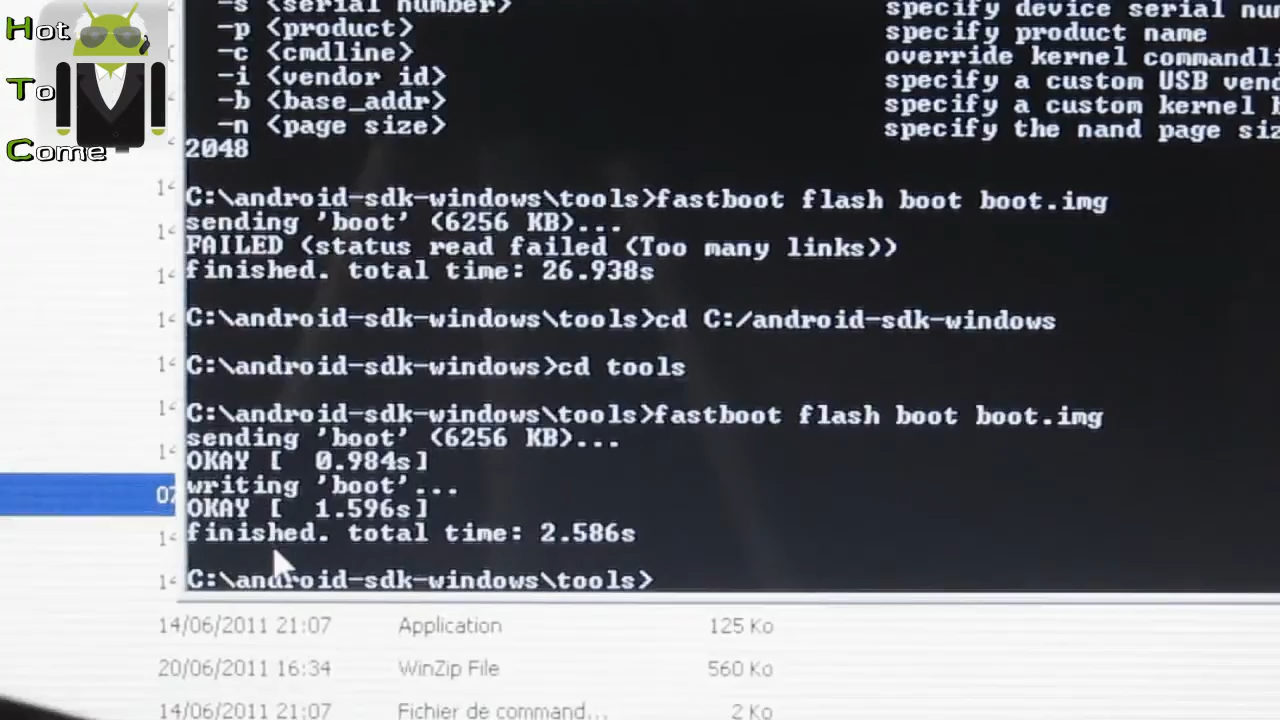 Hot
To
Come
-s <serial number> specify device serial
-p <product> specify product name
-c <cmdline> override kernel
-i <vendor id> specify a custom USB
-b <base_addr> specify a custom kernel
-n <page size> specify the nand page
2048
C:\android-sdk-windows\tools>fastboot flash boot boot.img
sending 'boot' (6256 KB)...
FAILED (status read failed (Too many links))
finished. total time: 26.938s
C:\android-sdk-windows\tools>cd C:/android-sdk-windows
C:\android-sdk-windows>cd tools
C:\android-sdk-windows\tools>fastboot flash boot boot.img
sending 'boot' (6256 KB)...
OKAY [ 0.984s]
writing 'boot'...
OKAY [ 1.596s]
finished. total time: 2.586s
C:\android-sdk-windows\tools>
14/06/2011 21:07 Application 125 Ko
20/06/2011 16:34 WinZip File 560 Ko
14/06/2011 21:07 Fichier de command... 2 Ko